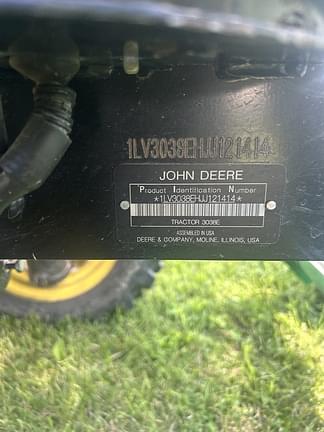 1LV3038EHJJ121414
JOHN DEERE
Product Identification Number
*1LV3038EHJJ121414*
TRACTOR 3038E
ASSEMBLED IN USA
DEERE & COMPANY, MOLINE, ILLINOIS, USA